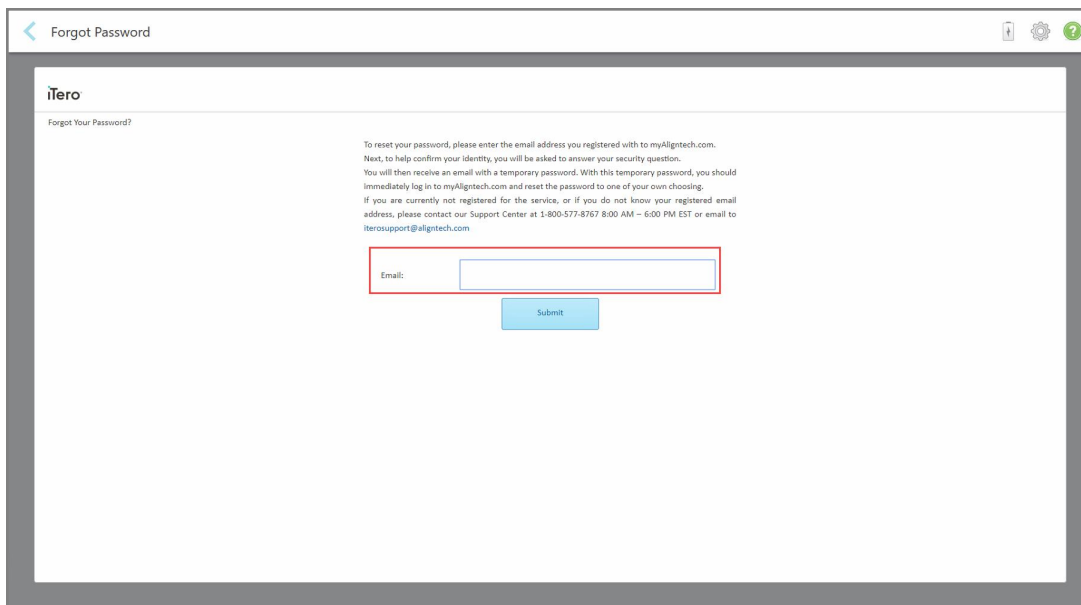 Forgot Password
?
iTero
Forgot Your Password?
To reset your password, please enter the email address you registered with to myAligntech.com.
Next, to help confirm your identity, you will be asked to answer your security question.
You will then receive an email with a temporary password. With this temporary password, you should
immediately log in to myAligntech.com and reset the password to one of your own choosing.
If you are currently not registered for the service, or if you do not know your registered email
address, please contact our Support Center at 1-800-577-8767 8:00 AM – 6:00 PM EST or email to
iterosupport@aligntech.com
Email:
Submit